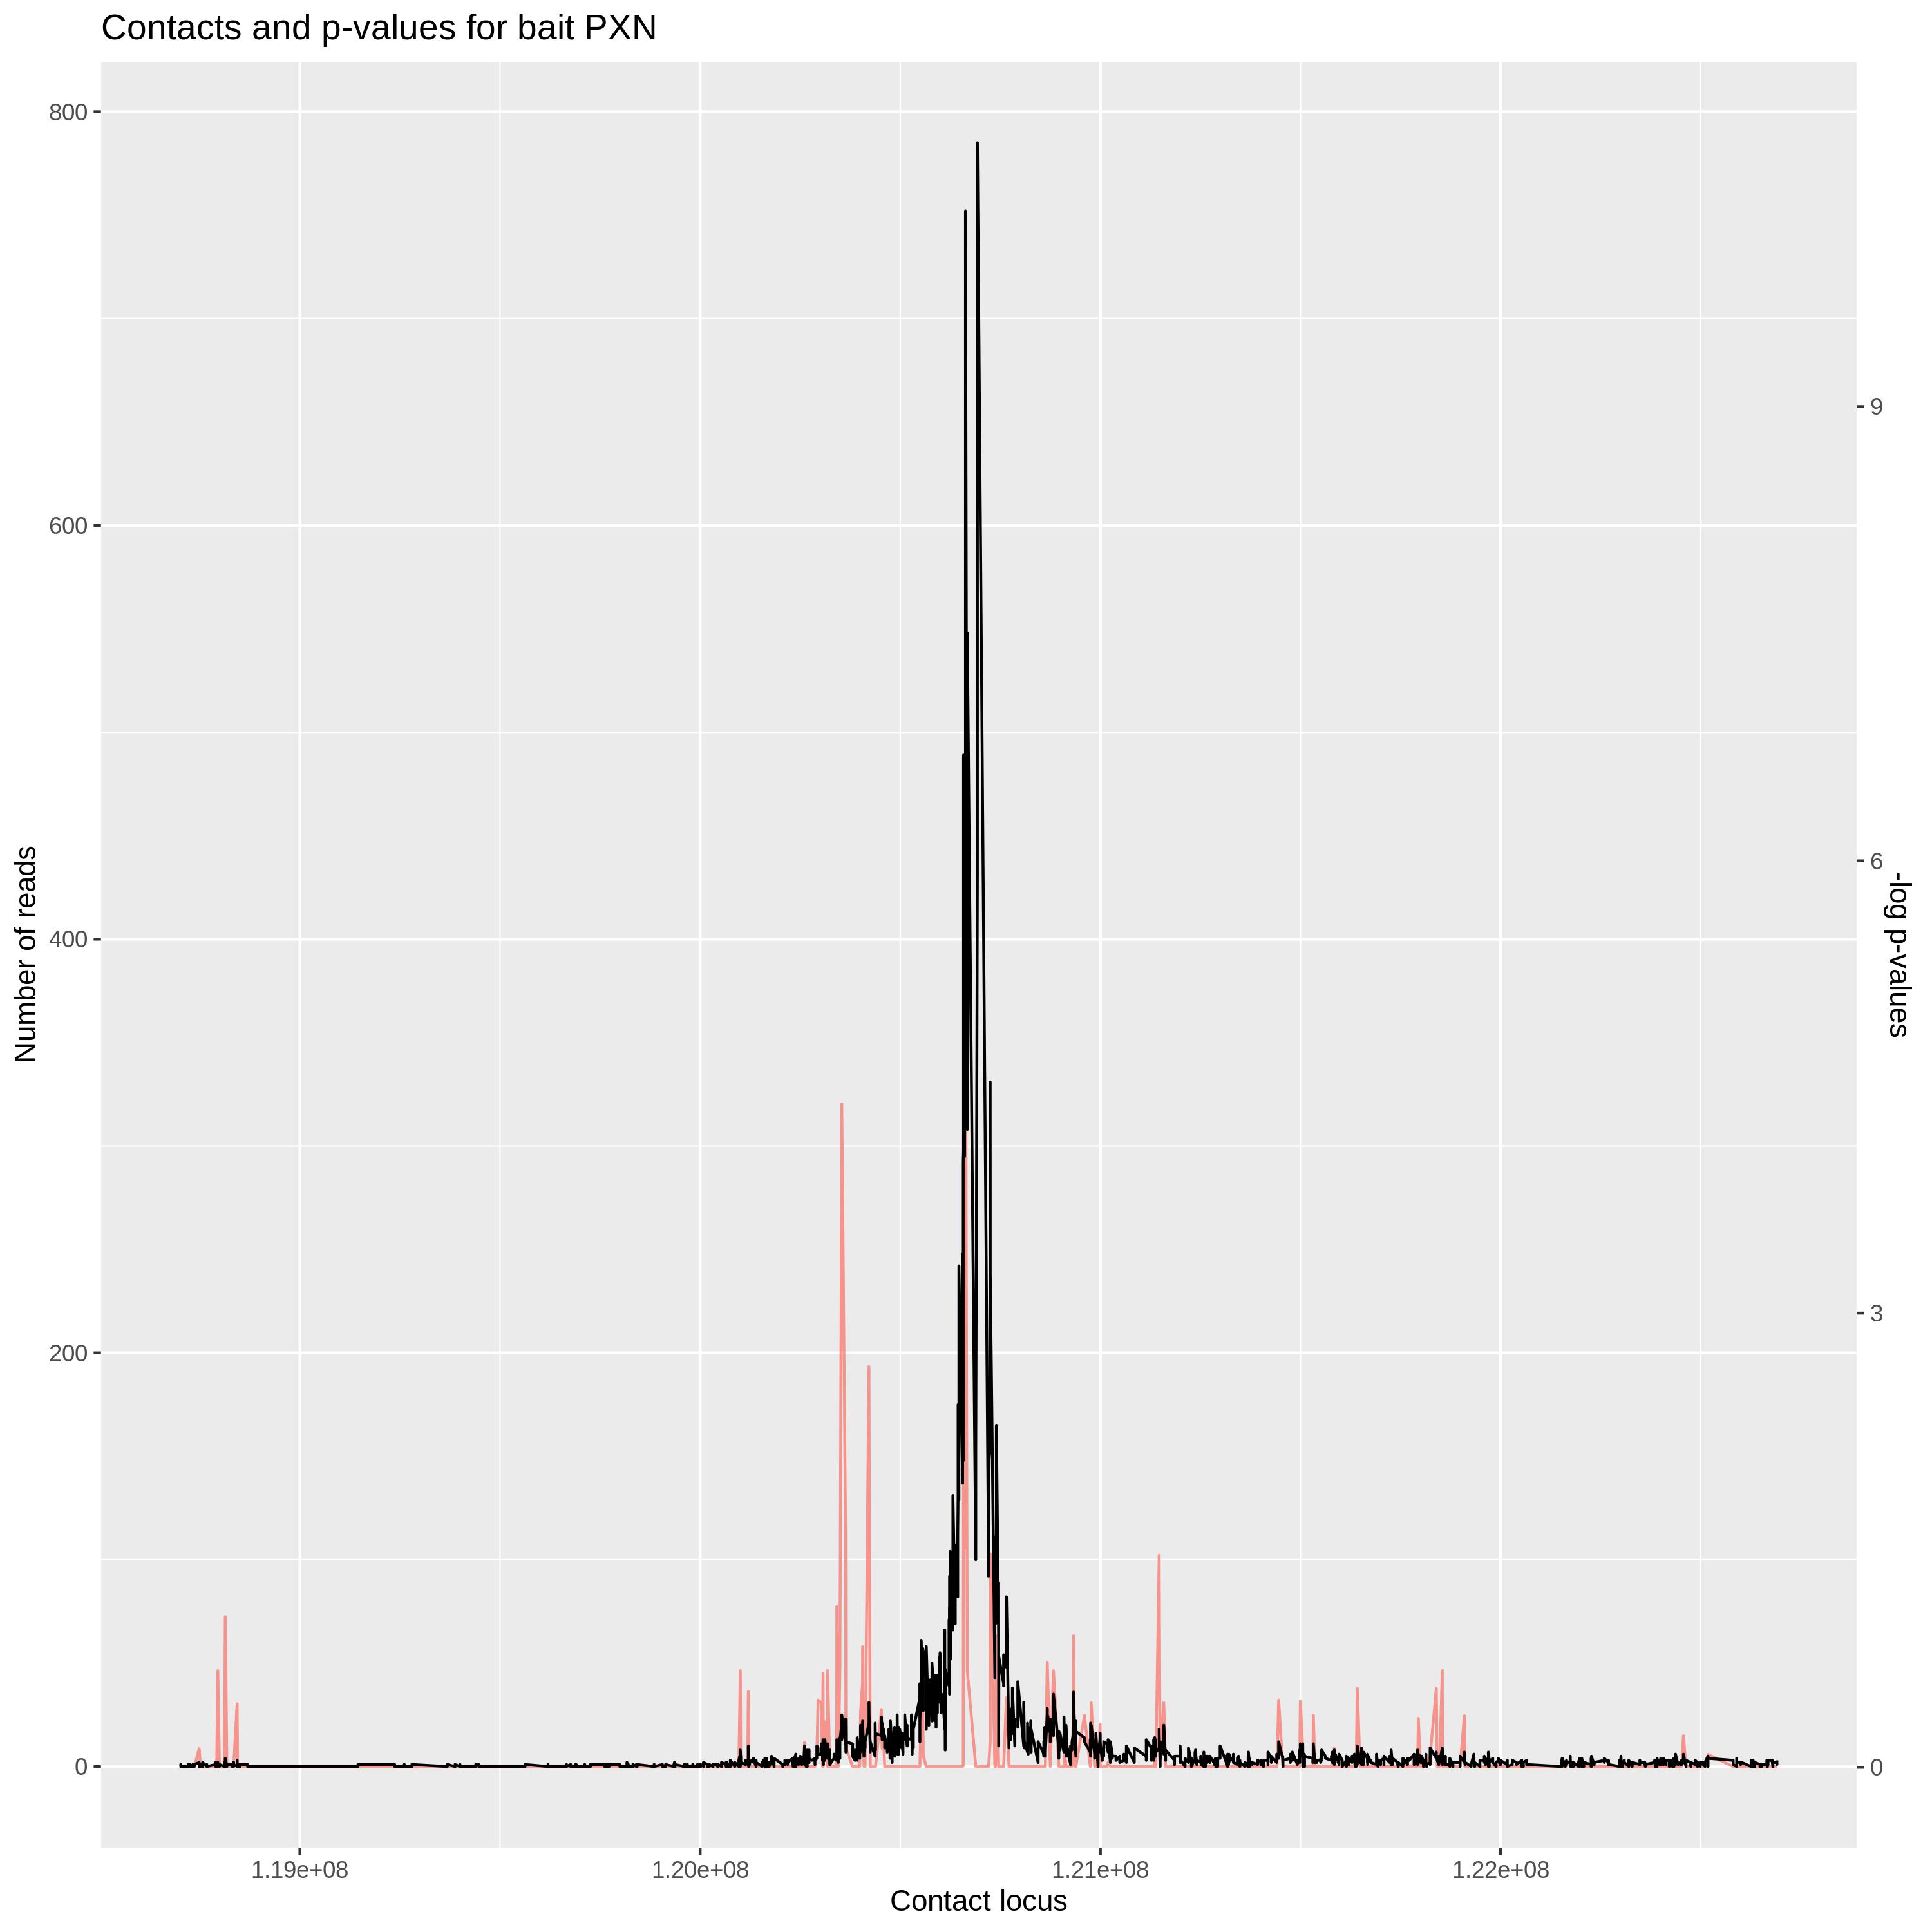 Contacts and p-values for bait PXN
800
600
400
200
0
Number of reads
9
6
3
0
-log p-values
1.19e+08
1.20e+08
1.21e+08
1.22e+08
Contact locus